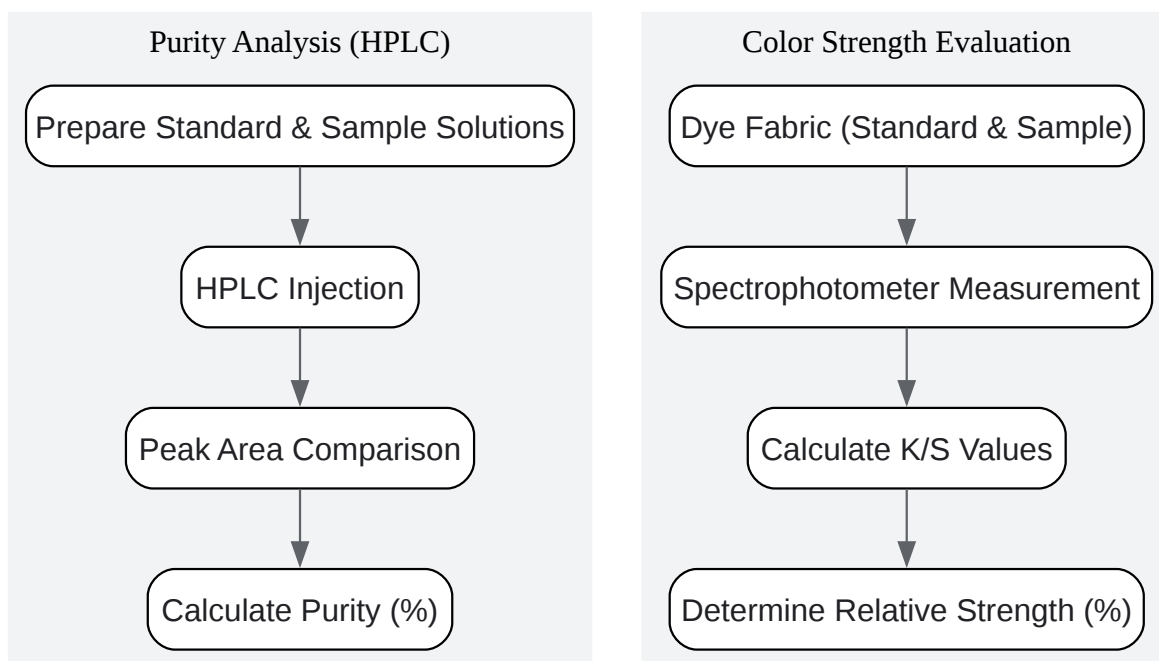 Purity Analysis (HPLC)
Prepare Standard & Sample Solutions
HPLC Injection
Peak Area Comparison
Calculate Purity (%)
Color Strength Evaluation
Dye Fabric (Standard & Sample)
Spectrophotometer Measurement
Calculate K/S Values
Determine Relative Strength (%)